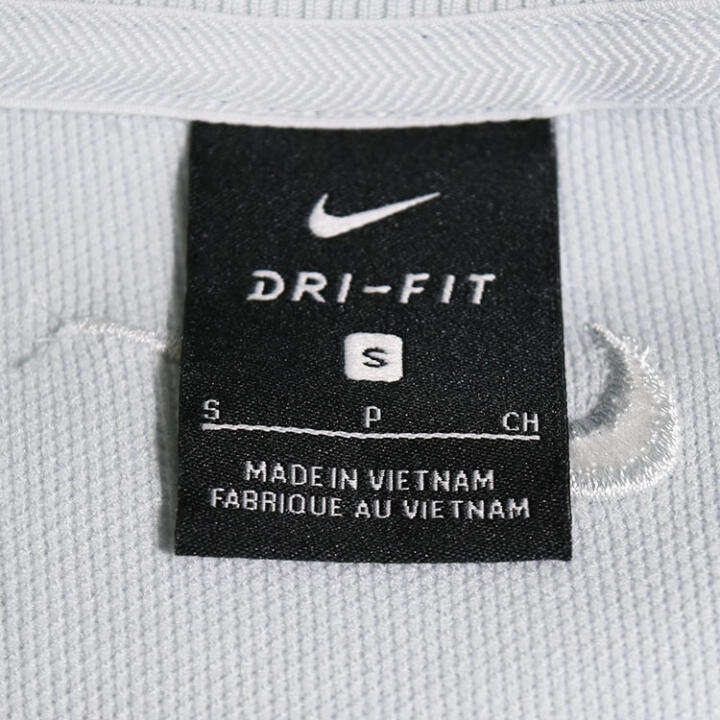 DRI-FIT
S
S P CH
MADE IN VIETNAM
FABRIQUE AU VIETNAM